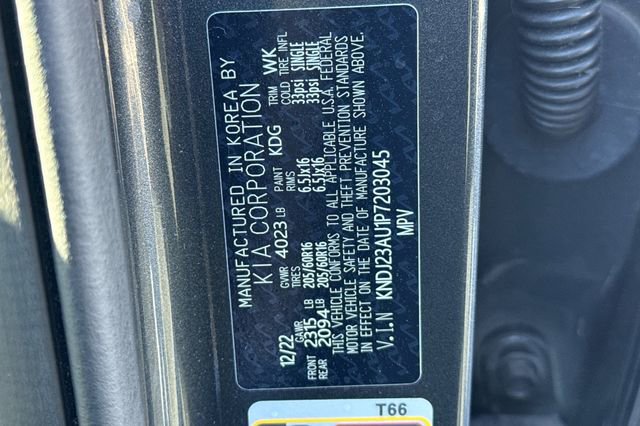 MANUFACTURED IN KOREA BY
KIA CORPORATION
12/22 GVWR 4023 LB PAINT KDG TRIM WK
GAWR TIRES RIMS COLD TIRE INFL
FRONT 2315 LB 205/60R16 6.5Jx16 33psi SINGLE
REAR 2094 LB 205/60R16 6.5Jx16 33psi SINGLE
THIS VEHICLE CONFORMS TO ALL APPLICABLE U.S.A. FEDERAL
MOTOR VEHICLE SAFETY AND THEFT PREVENTION STANDARDS
IN EFFECT ON THE DATE OF MANUFACTURE SHOWN ABOVE.
V.I.N KNDJ23AU1P7203045
MPV
T66